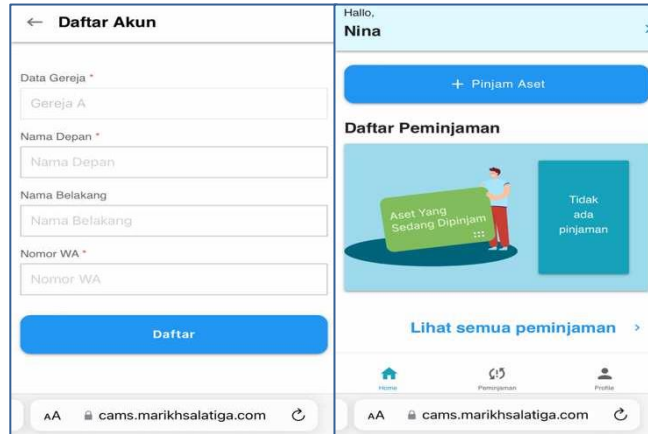 ← Daftar Akun
Data Gereja *
Gereja A
Nama Depan *
Nama Depan
Nama Belakang
Nama Belakang
Nomor WA *
Nomor WA
Daftar
AA cams.marikhsalatiga.com
Hallo,
Nina
+ Pinjam Aset
Daftar Peminjaman
Aset Yang
Sedang Dipinjam
Tidak
ada
pinjaman
Lihat semua peminjaman >
Home Peminjaman Profile
AA cams.marikhsalatiga.com